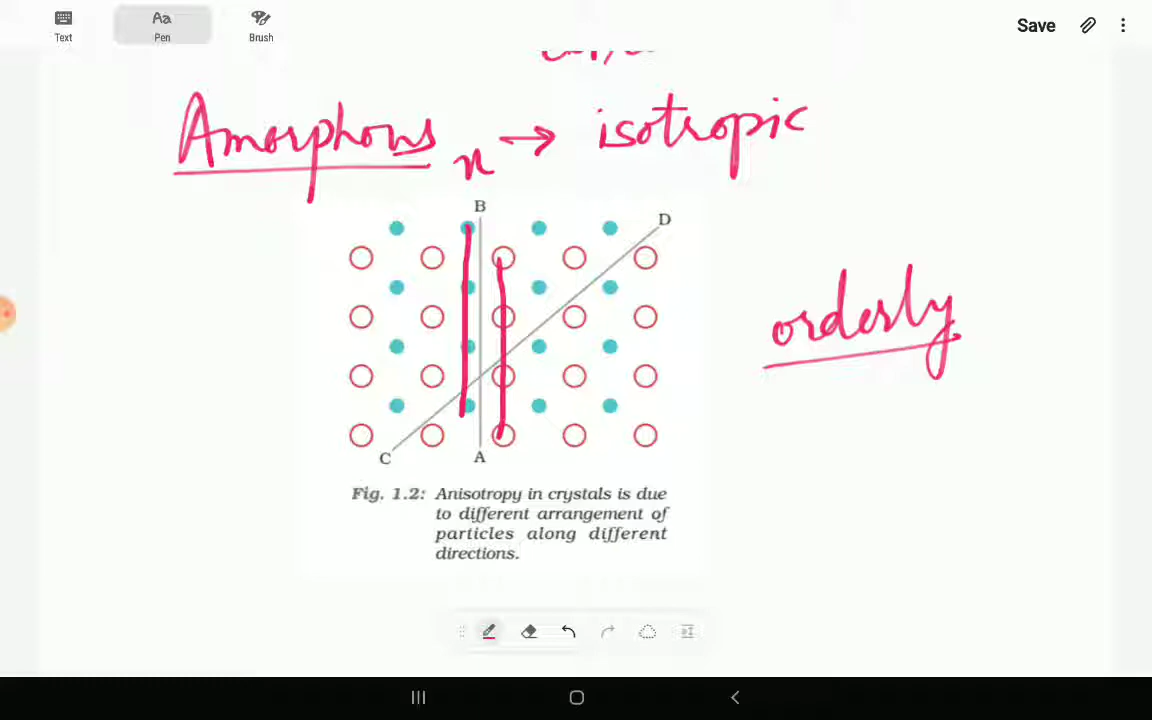 Text
Aa
Pen
Brush
Save
Amorphous → isotropic
n
B
D
orderly
C
A
Fig. 1.2: Anisotropy in crystals is due
to different arrangement of
particles along different
directions.